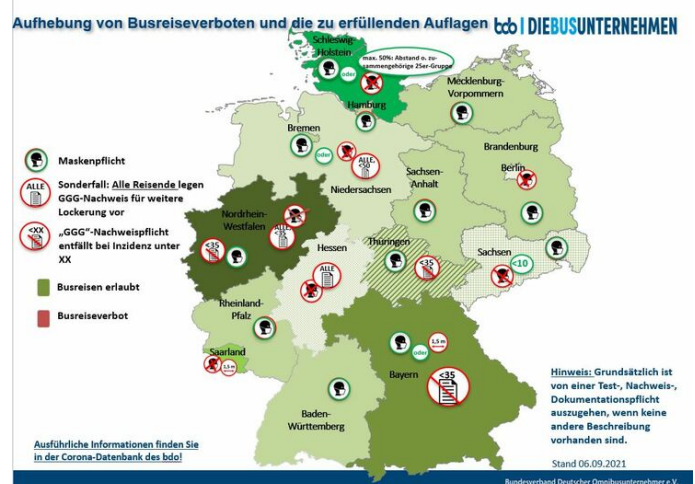 Aufhebung von Busreiseverboten und die zu erfüllenden Auflagen
bdo | DIEBUSUNTERNEHMEN
Schleswig-
Holstein
oder
max. 50%: Abstand o. zu-
sammengehörige 25er-Gruppe
Mecklenburg-
Vorpommern
Hamburg
Bremen
oder
ALLE,
<50
Niedersachsen
Brandenburg
Berlin
Sachsen-
Anhalt
Maskenpflicht
ALLE
Sonderfall: Alle Reisende legen
GGG-Nachweis für weitere
Lockerung vor
<XX
„GGG“-Nachweispflicht
entfällt bei Inzidenz unter
XX
Busreisen erlaubt
Busreiseverbot
Nordrhein-
Westfalen
ALLE,
<35
<35
Hessen
ALLE
Thüringen
<35
Sachsen
<10
Rheinland-
Pfalz
Saarland
1,5 m
1,5 m
oder
Bayern
<35
Baden-
Württemberg
Hinweis: Grundsätzlich ist
von einer Test-, Nachweis-,
Dokumentationspflicht
auszugehen, wenn keine
andere Beschreibung
vorhanden sind.
Ausführliche Informationen finden Sie
in der Corona-Datenbank des bdo!
Stand 06.09.2021
Bundesverband Deutscher Omnibusunternehmer e.V.